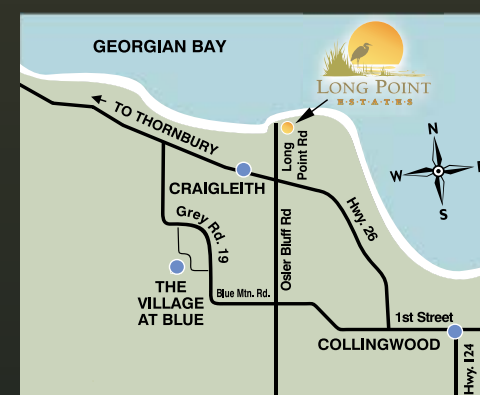 GEORGIAN BAY
LONG POINT
ESTATES
TO THORNBURY
Long
Point Rd
N
W
S
CRAIGLEITH
Hwy. 26
Grey Rd. 19
Osler Bluff Rd
THE
VILLAGE
AT BLUE
Blue Mtn. Rd.
1st Street
COLLINGWOOD
Hwy. 124